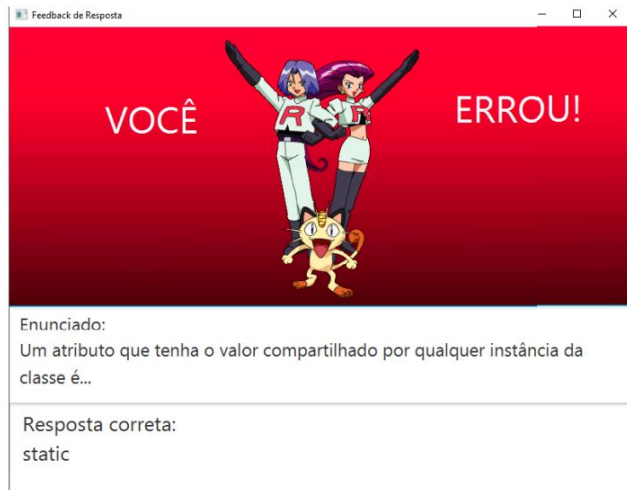 Feedback de Resposta
VOCÊ
ERROU!
R
R
Enunciado:
Um atributo que tenha o valor compartilhado por qualquer instância da
classe é...
Resposta correta:
static